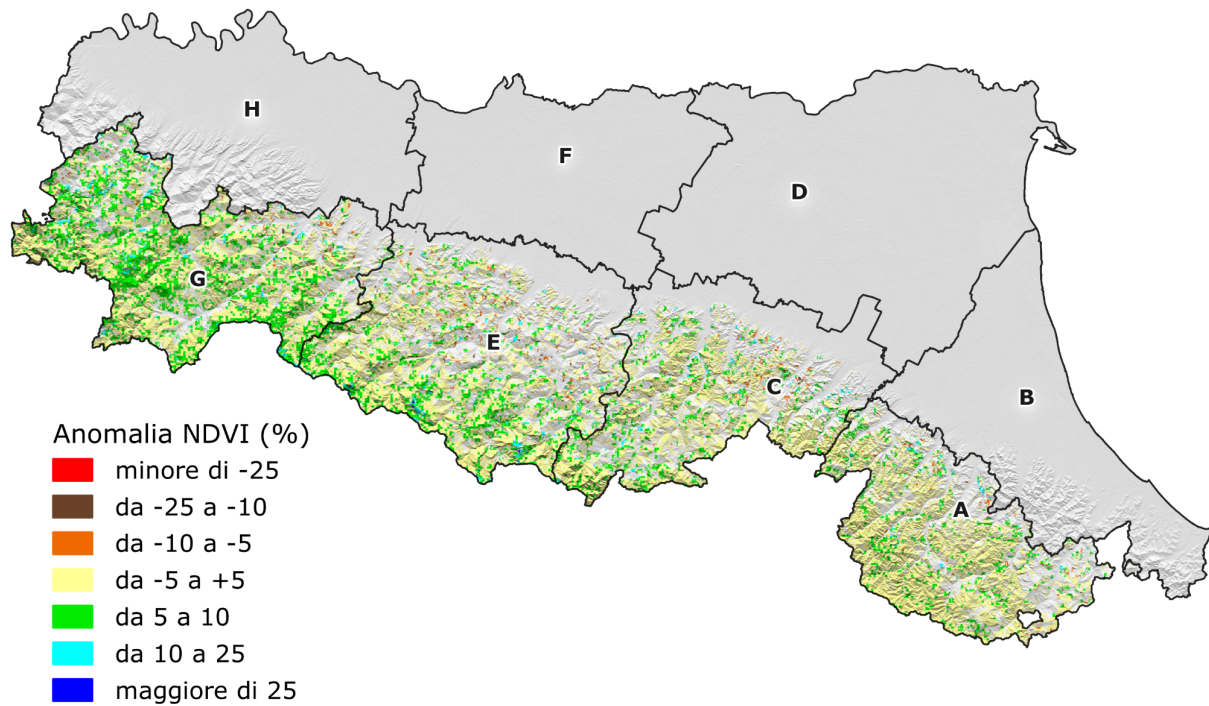 H
F
D
G
E
C
B
A
Anomalia NDVI (%)
minore di -25
da -25 a -10
da -10 a -5
da -5 a +5
da 5 a 10
da 10 a 25
maggiore di 25